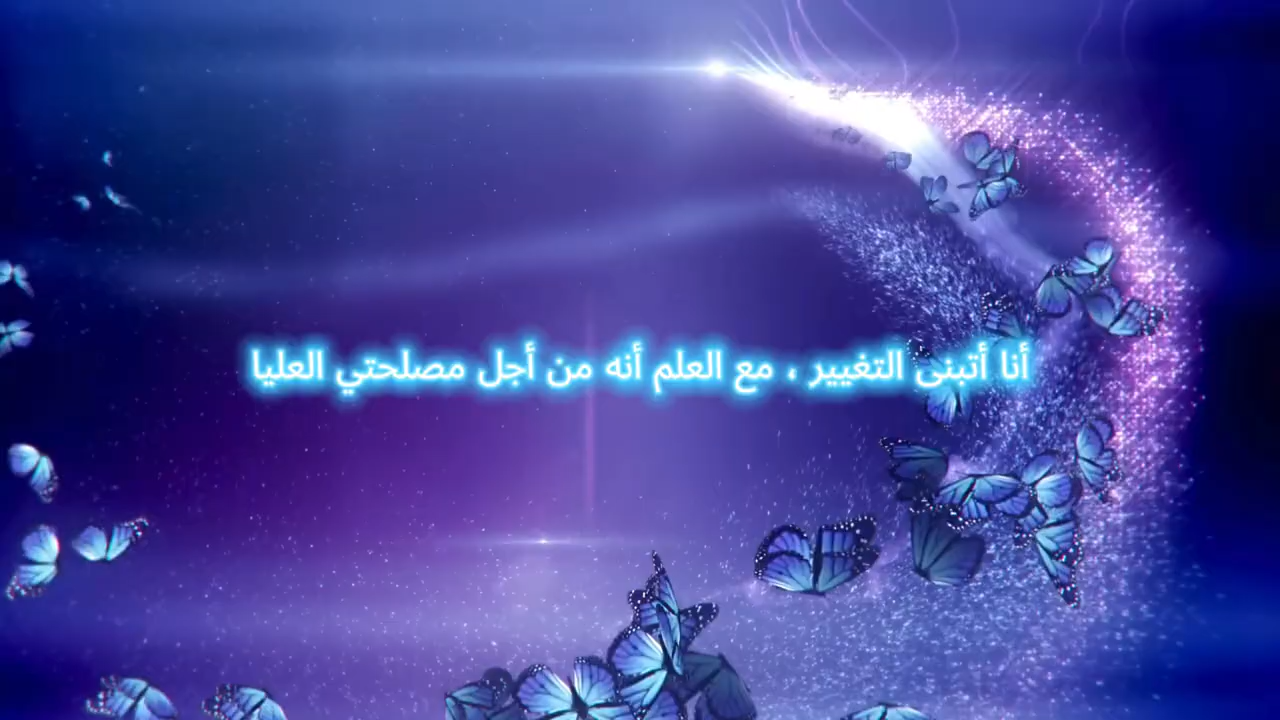 أنا أتبنى التغيير ، مع العلم أنه من أجل مصلحتي العليا